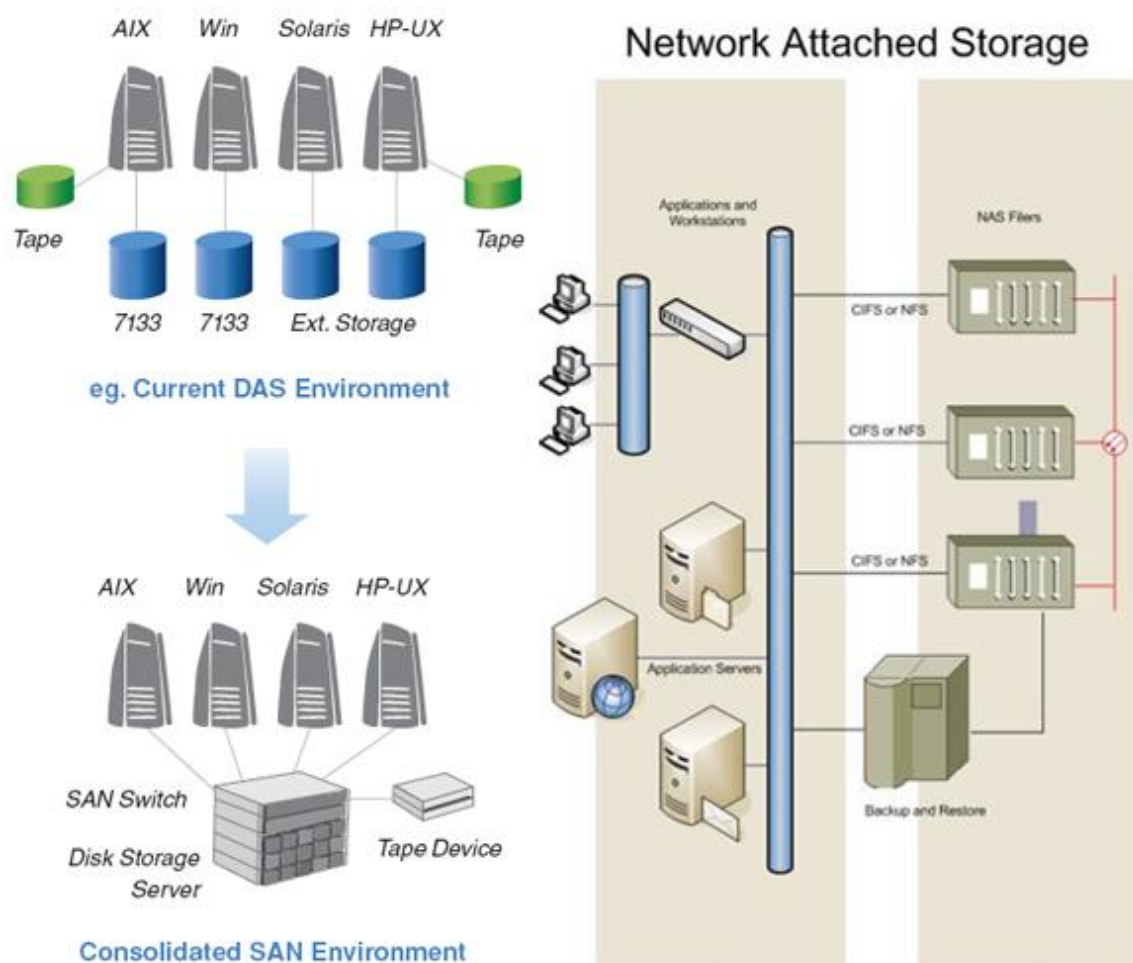 AIX Win Solaris HP-UX
Tape
Tape
7133 7133 Ext. Storage
eg. Current DAS Environment
AIX Win Solaris HP-UX
SAN Switch
Disk Storage
Server
Tape Device
Consolidated SAN Environment
Network Attached Storage
Applications and
Workstations
NAS Filers
CIFS or NFS
CIFS or NFS
CIFS or NFS
Application Servers
Backup and Restore